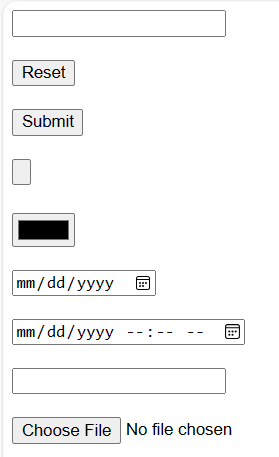 Reset
Submit
mm/dd/yyyy
mm/dd/yyyy --:-- --
Choose File No file chosen